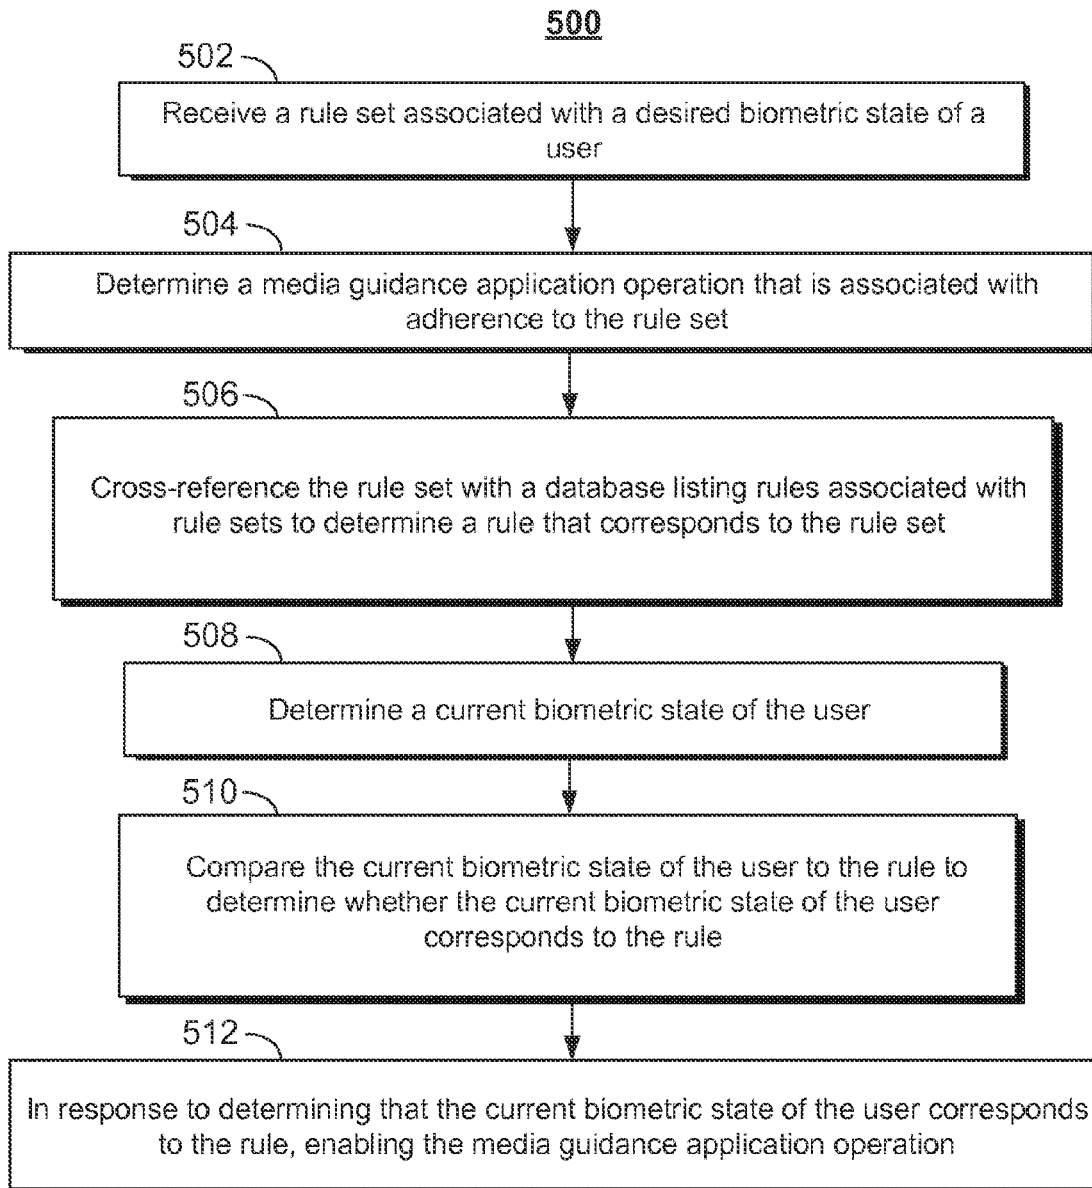 500
502
Receive a rule set associated with a desired biometric state of a
user
504
Determine a media guidance application operation that is associated with
adherence to the rule set
506
Cross-reference the rule set with a database listing rules associated with
rule sets to determine a rule that corresponds to the rule set
508
Determine a current biometric state of the user
510
Compare the current biometric state of the user to the rule to
determine whether the current biometric state of the user
corresponds to the rule
512
In response to determining that the current biometric state of the user corresponds
to the rule, enabling the media guidance application operation